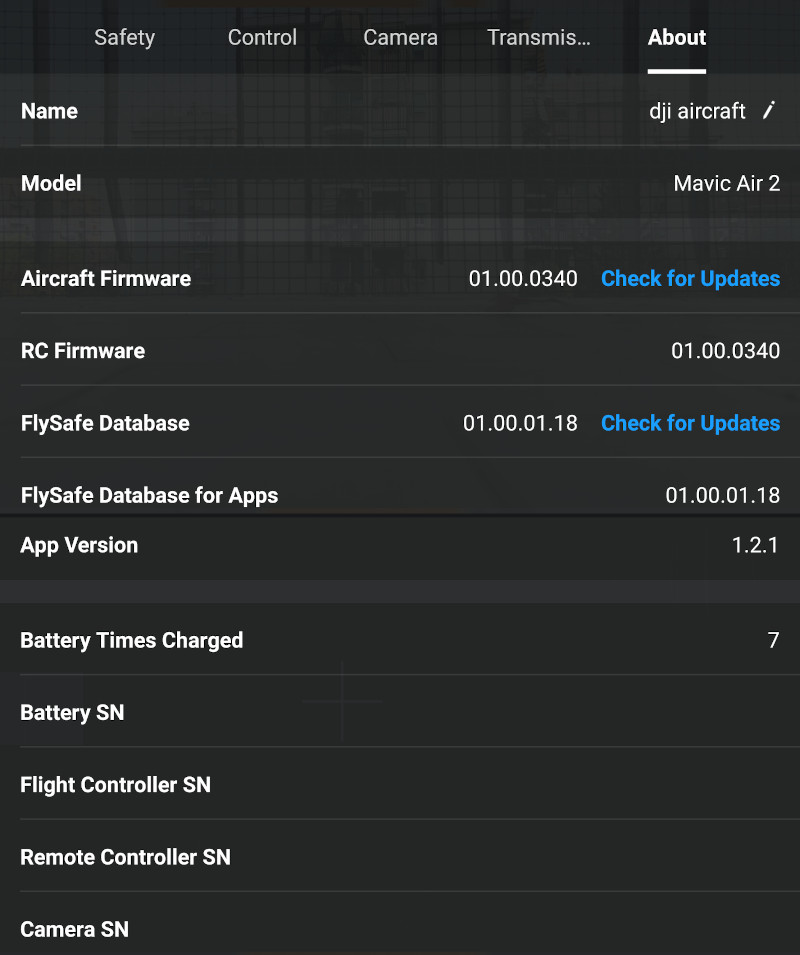 Safety Control Camera Transmis... About
Name dji aircraft
Model Mavic Air 2
Aircraft Firmware 01.00.0340 Check for Updates
RC Firmware 01.00.0340
FlySafe Database 01.00.01.18 Check for Updates
FlySafe Database for Apps 01.00.01.18
App Version 1.2.1
Battery Times Charged 7
Battery SN
Flight Controller SN
Remote Controller SN
Camera SN